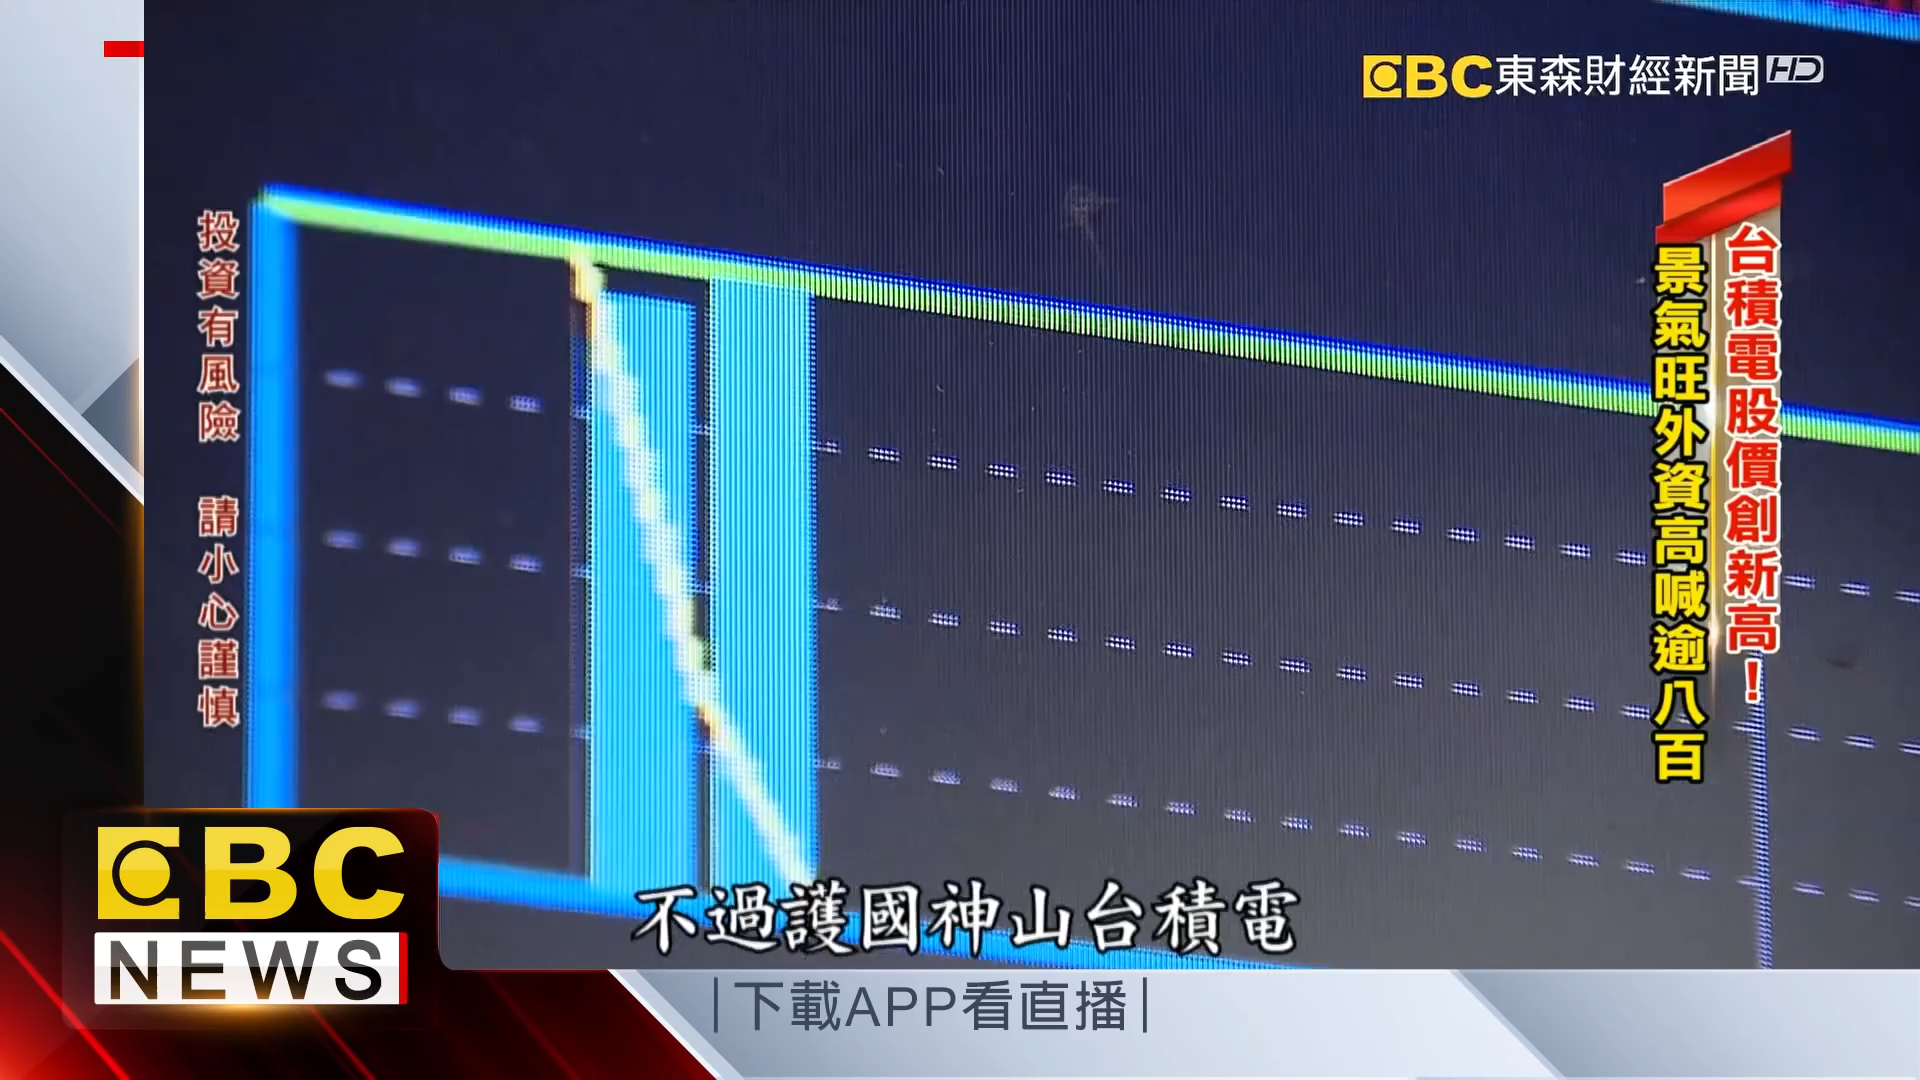 EBC東森財經新聞HD
台積電股價創新高！
景氣旺外資高喊逾八百
投資有風險 請小心謹慎
不過護國神山台積電
EBC
NEWS
|下載APP看直播|